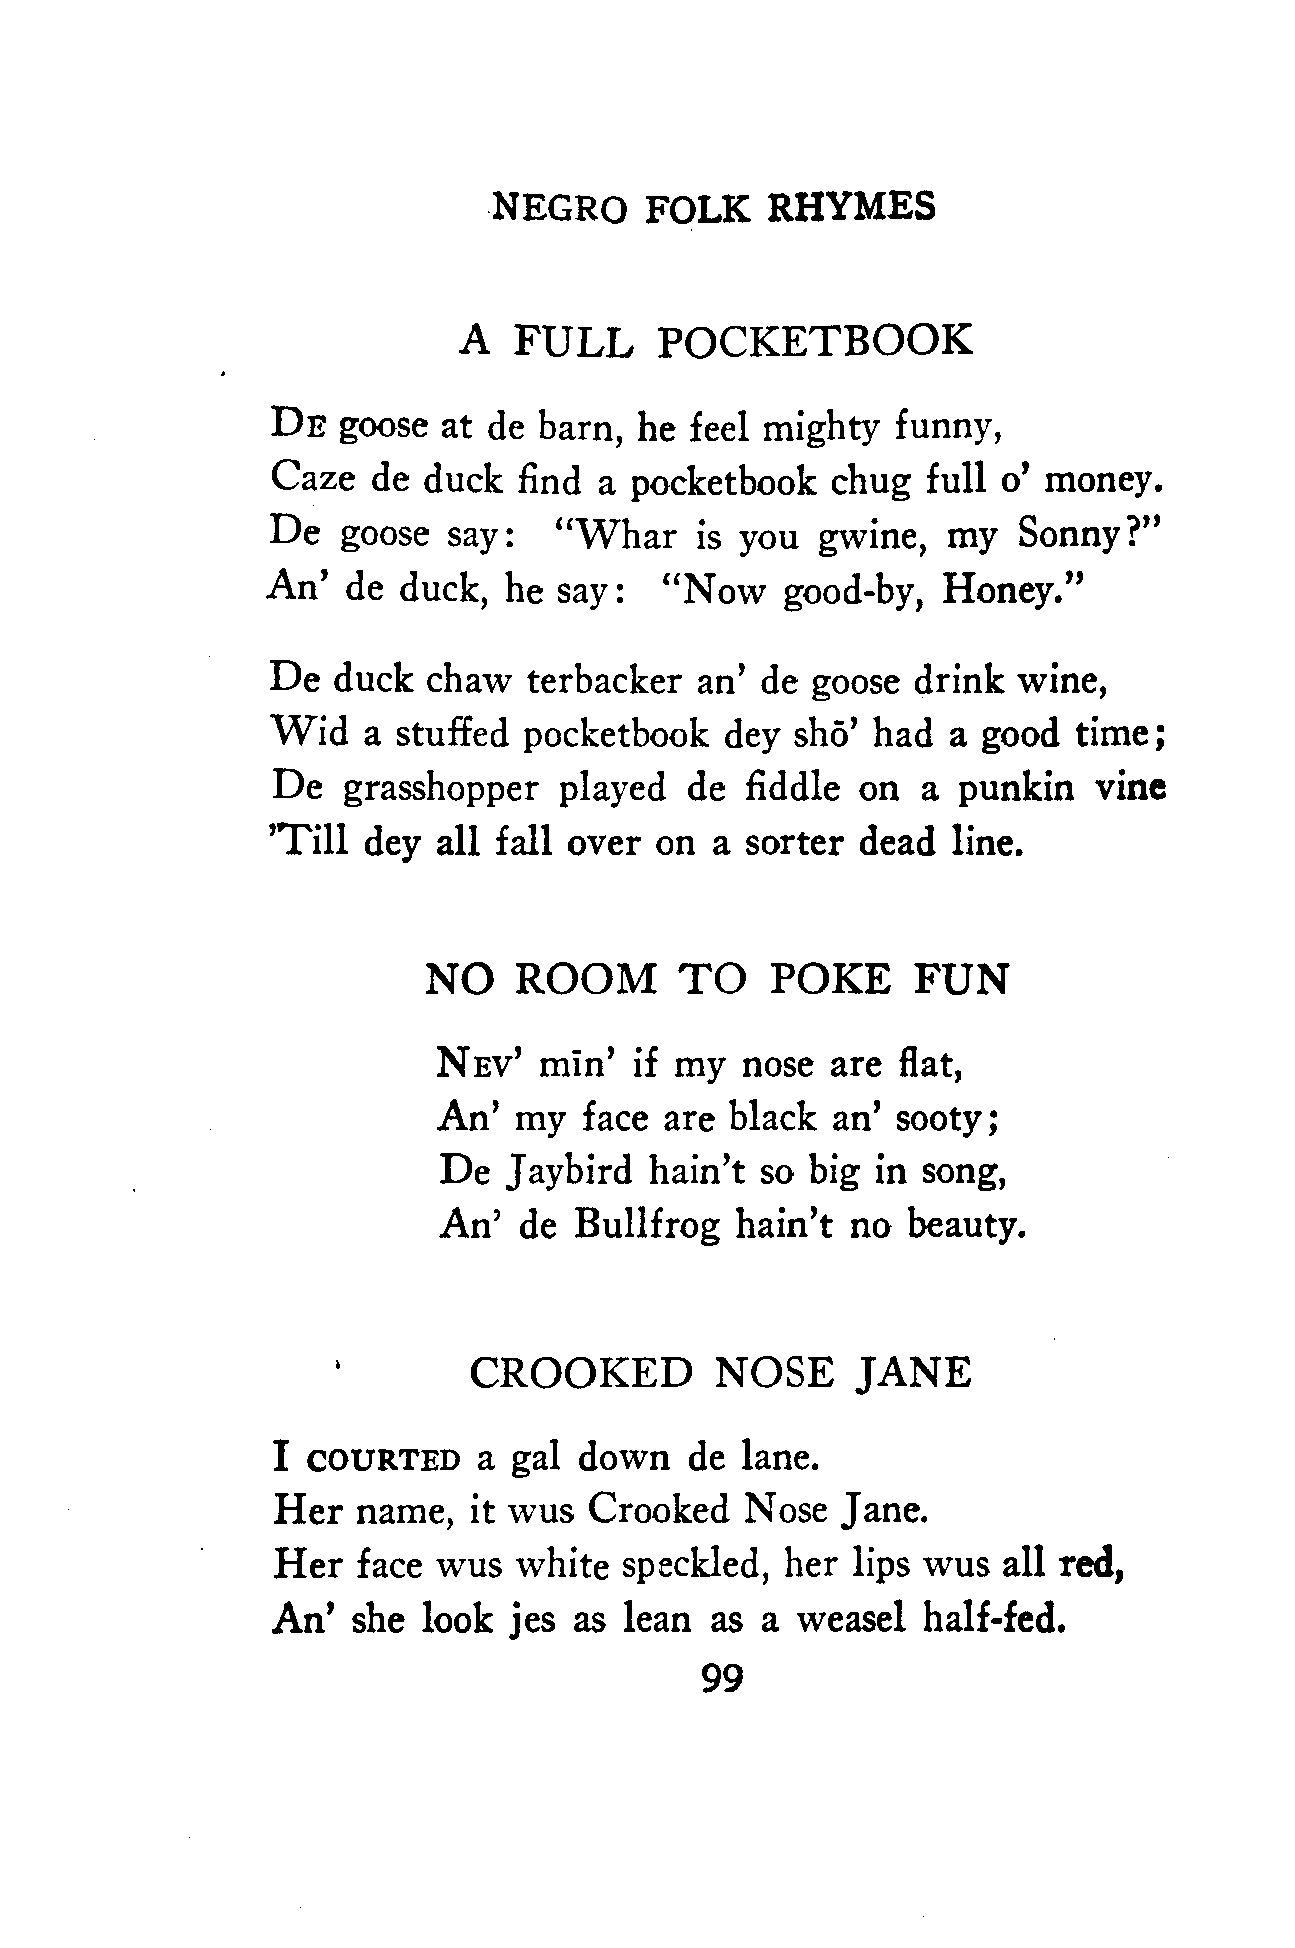 NEGRO FOLK RHYMES
A FULL POCKETBOOK
DE goose at de barn, he feel mighty funny,
Caze de duck find a pocketbook chug full o' money.
De goose say: "Whar is you gwine, my Sonny?"
An' de duck, he say: "Now good-by, Honey."
De duck chaw terbacker an' de goose drink wine,
Wid a stuffed pocketbook dey shō' had a good time;
De grasshopper played de fiddle on a punkin vine
'Till dey all fall over on a sorter dead line.
NO ROOM TO POKE FUN
NEV' mīn' if my nose are flat,
An' my face are black an' sooty;
De Jaybird hain't so big in song,
An' de Bullfrog hain't no beauty.
CROOKED NOSE JANE
I COURTED a gal down de lane.
Her name, it wus Crooked Nose Jane.
Her face wus white speckled, her lips wus all red,
An' she look jes as lean as a weasel half-fed.
99